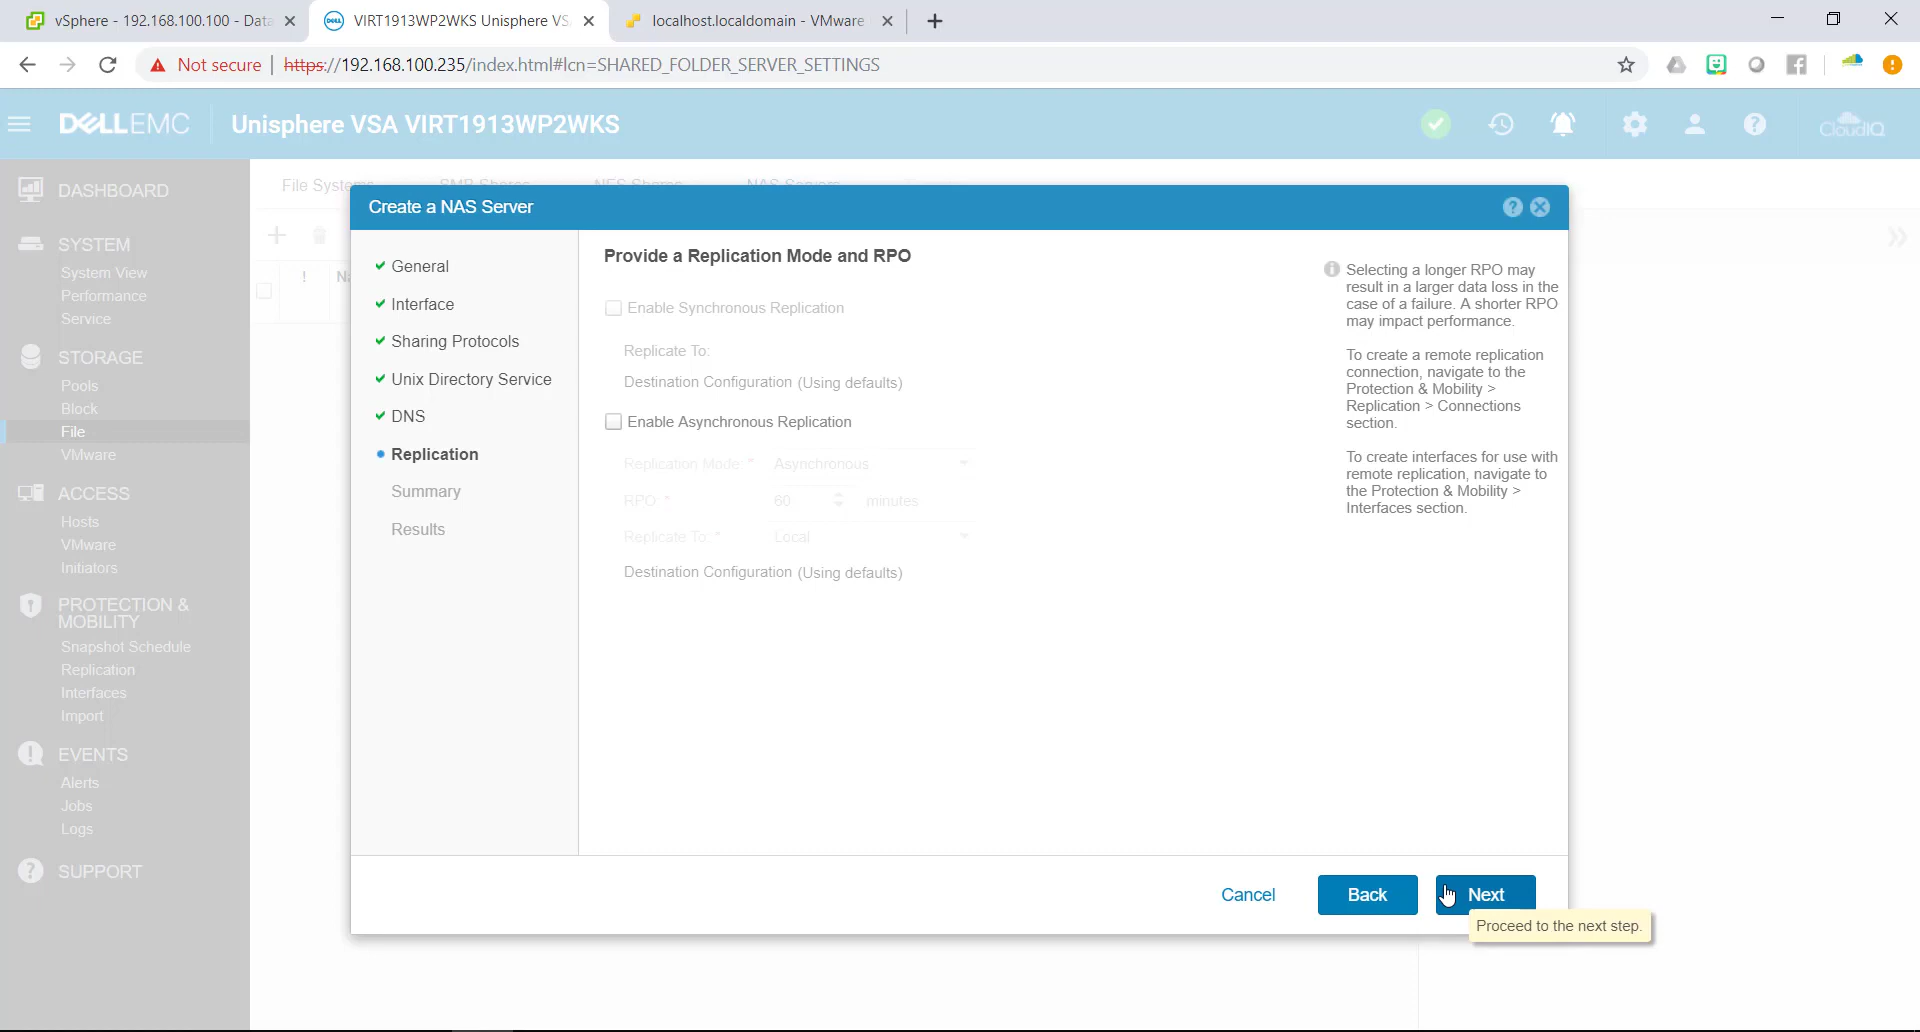 vSphere - 192.168.100.100 - Data
VIRT1913WP2WKS Unisphere VS
localhost.localdomain - VMware
Not secure
https://192.168.100.235/index.html#lcn=SHARED_FOLDER_SERVER_SETTINGS
DELLEMC
Unisphere VSA VIRT1913WP2WKS
CloudIQ
DASHBOARD
SYSTEM
System View
Performance
Service
STORAGE
Pools
Block
File
VMware
ACCESS
Hosts
VMware
Initiators
PROTECTION &
MOBILITY
Snapshot Schedule
Replication
Interfaces
Import
EVENTS
Alerts
Jobs
Logs
SUPPORT
File Systems
SMB Shares
NFS Shares
NAS Servers
! Na
Create a NAS Server
General
Interface
Sharing Protocols
Unix Directory Service
DNS
Replication
Summary
Results
Provide a Replication Mode and RPO
Enable Synchronous Replication
Replicate To:
Destination Configuration (Using defaults)
Enable Asynchronous Replication
Replication Mode: * Asynchronous
RPO: * 60 minutes
Replicate To: * Local
Destination Configuration (Using defaults)
Selecting a longer RPO may
result in a larger data loss in the
case of a failure. A shorter RPO
may impact performance.
To create a remote replication
connection, navigate to the
Protection & Mobility >
Replication > Connections
section.
To create interfaces for use with
remote replication, navigate to
the Protection & Mobility >
Interfaces section.
Cancel
Back
Next
Proceed to the next step.